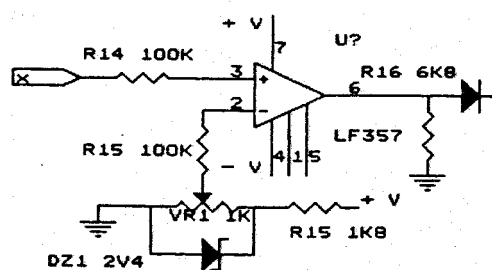 + V
7
U?
R14 100K
X
3
+
6
R16 6K8
2
-
R15 100K
- V
4
1
5
LF357
VR1 1K
+ V
R15 1K8
DZ1 2V4